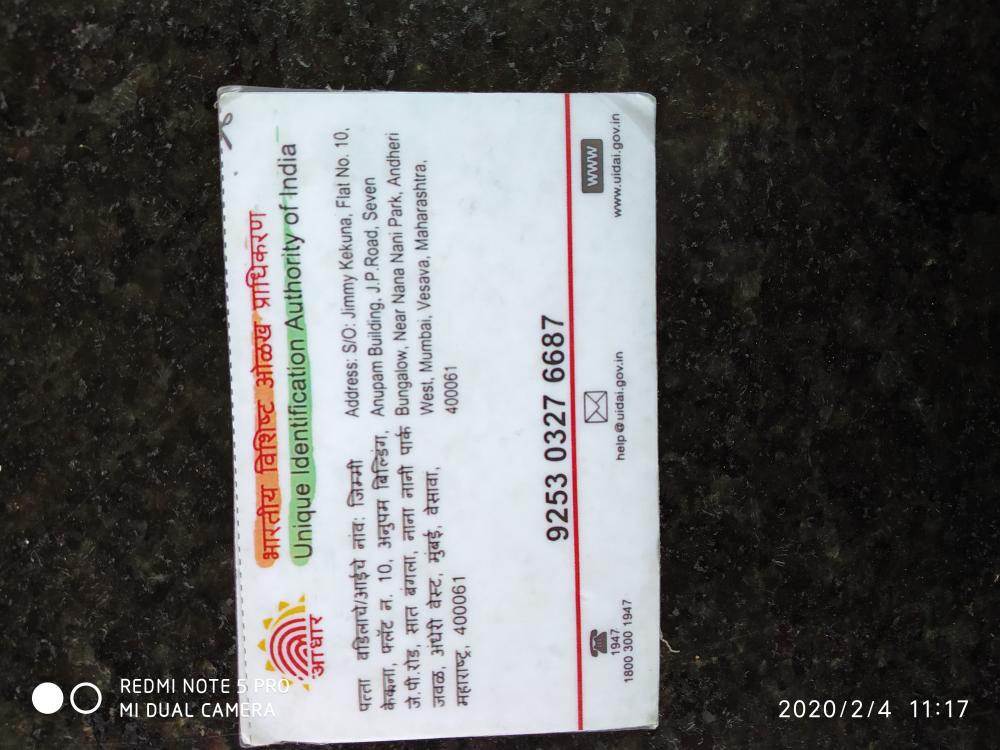 भारतीय विशिष्ट ओळख प्राधिकरण
Unique Identification Authority of India
आधार
पत्ता वडिलाचे/आईचे नांव: जिम्मी
केकुना, फ्लॅट न. 10, अनुपम बिल्डिंग,
जे.पी.रोड, सात बंगला, नाना नानी पार्क
जवळ, अंधेरी वेस्ट, मुंबई, वेसावा,
महाराष्ट्र, 400061
Address: S/O: Jimmy Kekuna, Flat No. 10,
Anupam Building, J.P.Road, Seven
Bungalow, Near Nana Nani Park, Andheri
West, Mumbai, Vesava, Maharashtra,
400061
9253 0327 6687
1947
1800 300 1947
help@uidai.gov.in
WWW
www.uidai.gov.in
REDMI NOTE 5 PRO
MI DUAL CAMERA
2020/2/4 11:17